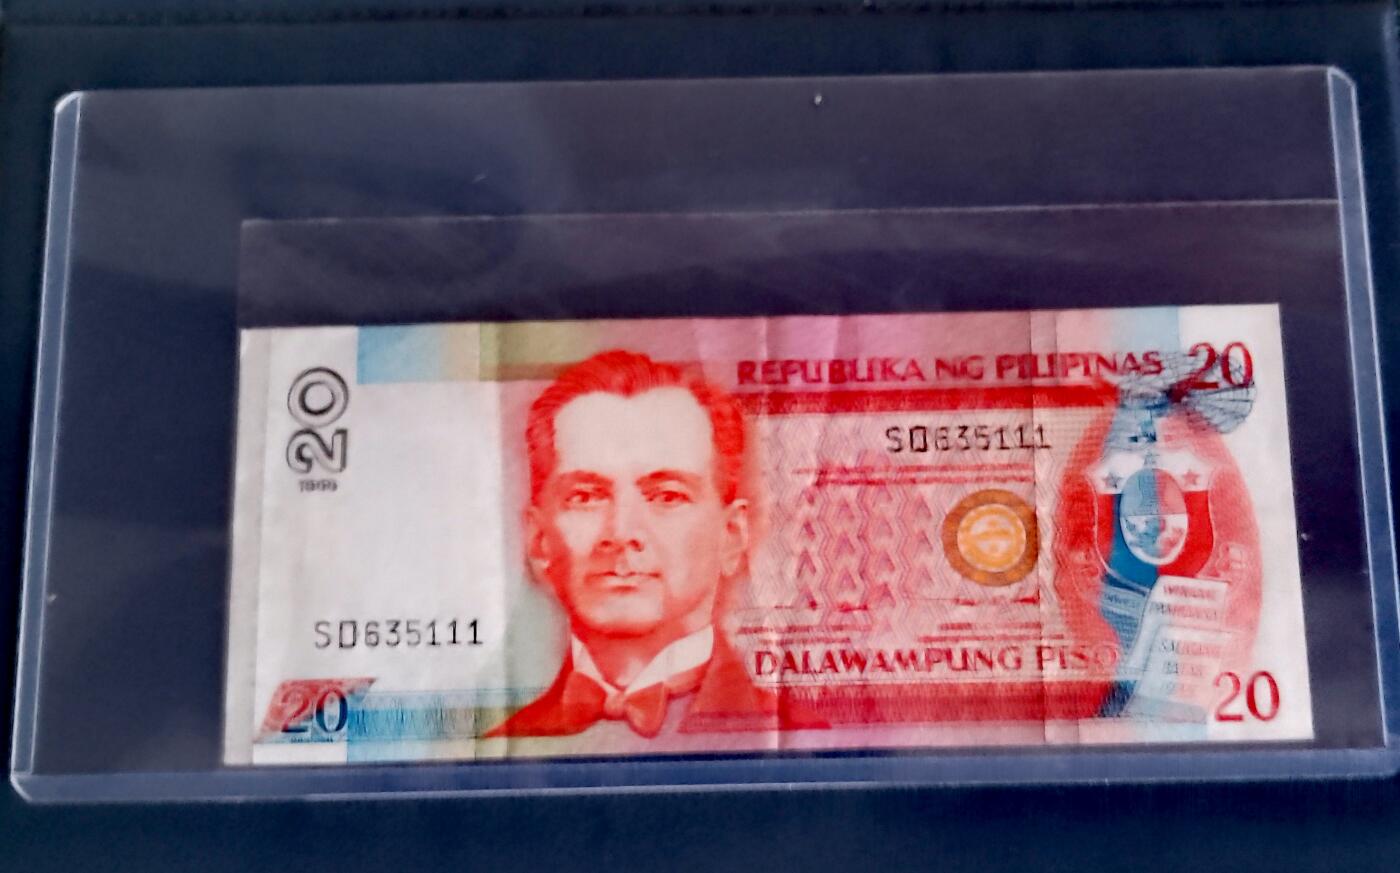 20
1999
REPUBLIKA NG PILIPINAS
20
SD635111
SD635111
DALAWAMPUNG PISO
20
20